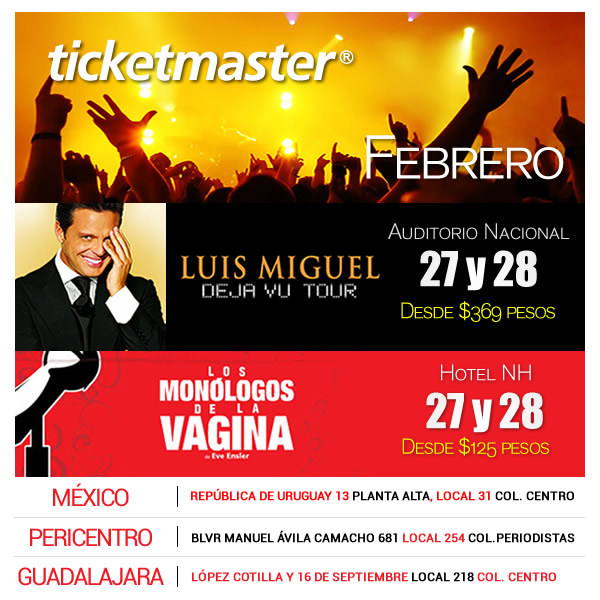 ticketmaster®
FEBRERO
LUIS MIGUEL
DEJA VU TOUR
AUDITORIO NACIONAL
27 y 28
DESDE $369 PESOS
LOS
MONÓLOGOS
DE LA
VAGINA
de Eve Ensler
HOTEL NH
27 y 28
DESDE $125 PESOS
MÉXICO
REPÚBLICA DE URUGUAY 13 PLANTA ALTA, LOCAL 31 COL. CENTRO
PERICENTRO
BLVR MANUEL ÁVILA CAMACHO 681 LOCAL 254 COL.PERIODISTAS
GUADALAJARA
LÓPEZ COTILLA Y 16 DE SEPTIEMBRE LOCAL 218 COL. CENTRO